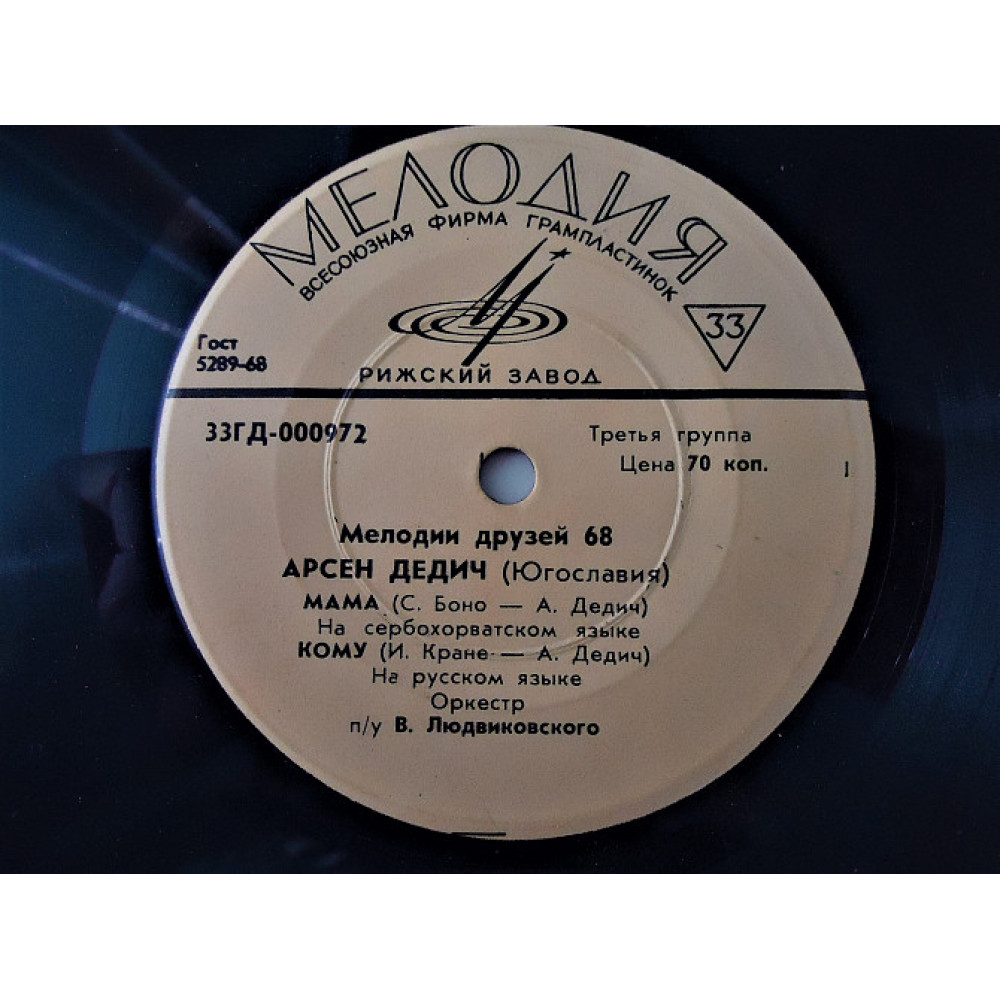 МЕЛОДИЯ
ВСЕСОЮЗНАЯ ФИРМА ГРАМПЛАСТИНОК
33
Гост
5289-68
РИЖСКИЙ ЗАВОД
33ГД-000972
Третья группа
Цена 70 коп.
1
Мелодии друзей 68
АРСЕН ДЕДИЧ (Югославия)
МАМА (С. Боно — А. Дедич)
На сербохорватском языке
КОМУ (И. Кране — А. Дедич)
На русском языке
Оркестр
п/у В. Людвиковского